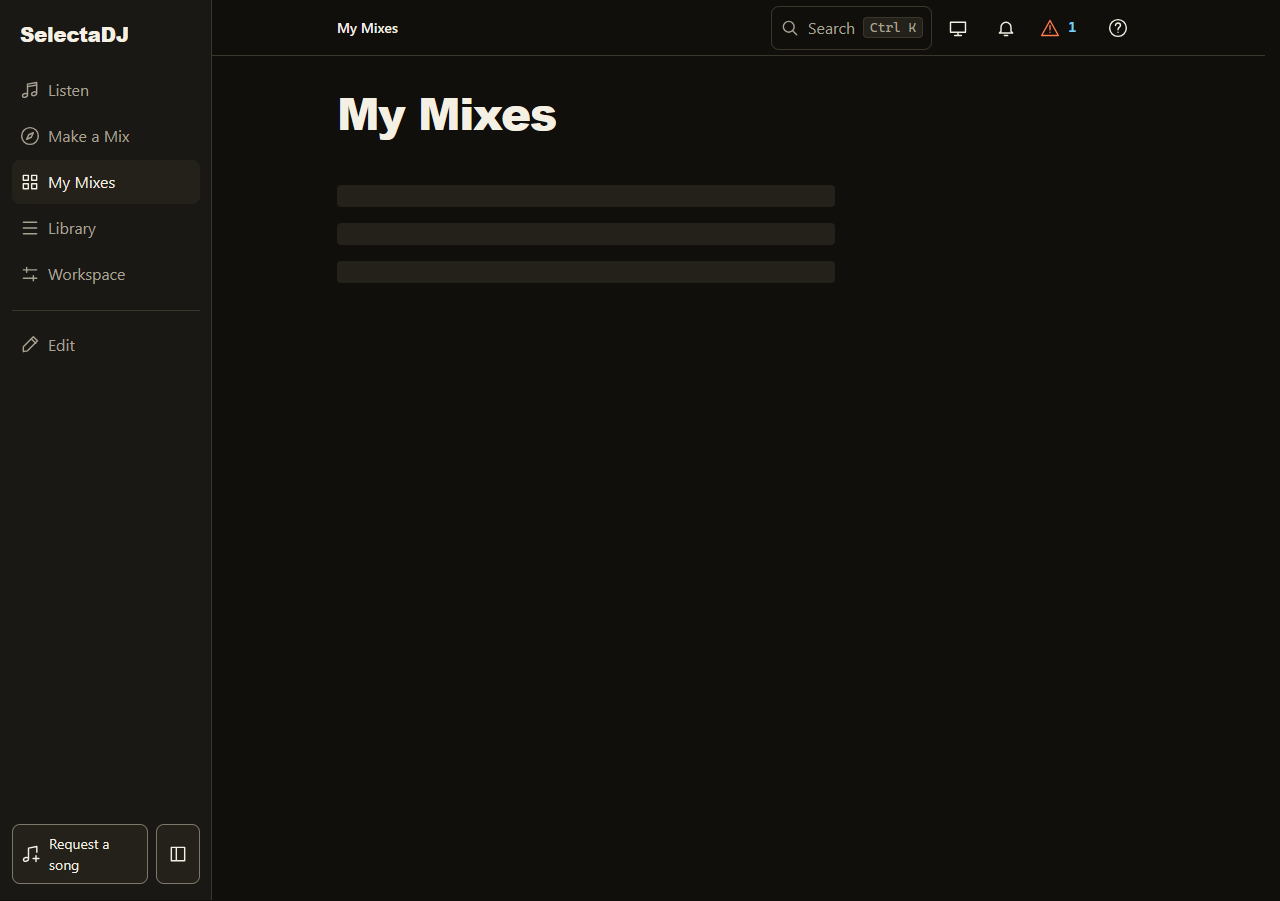 SelectaDJ
Listen
Make a Mix
My Mixes
Library
Workspace
Edit
Request a
song
My Mixes
Search Ctrl K
1
My Mixes